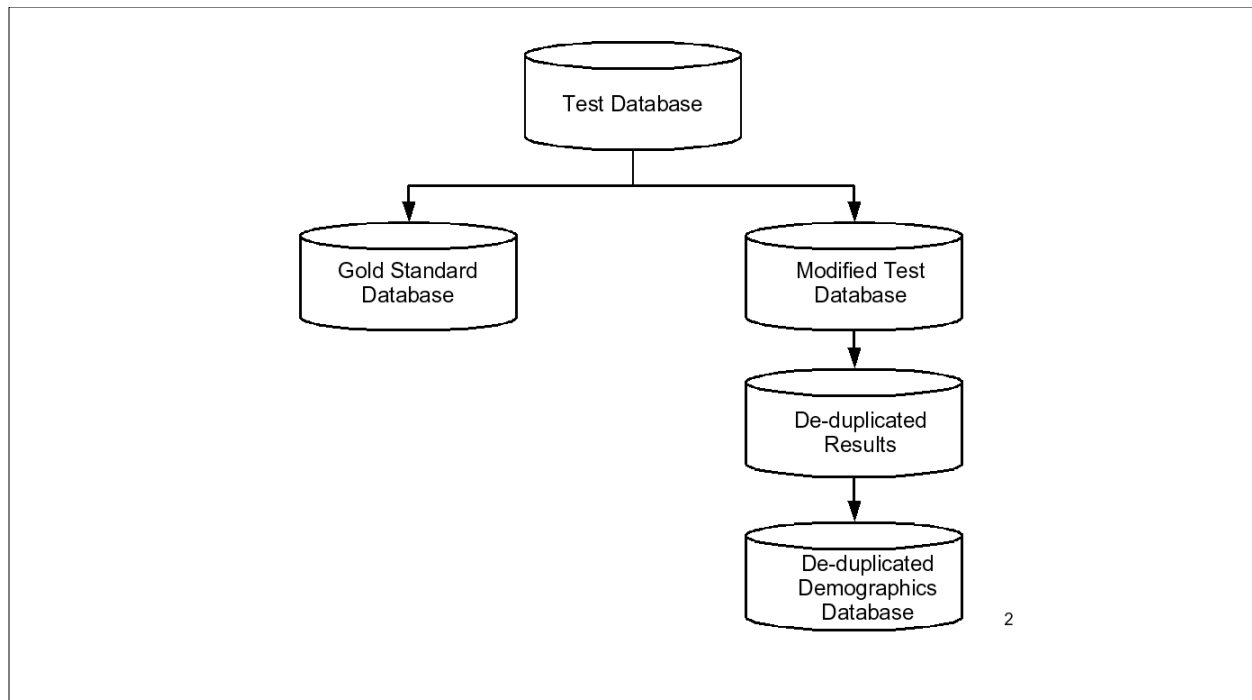 Test Database
Gold Standard
Database
Modified Test
Database
De-duplicated
Results
De-duplicated
Demographics
Database
2